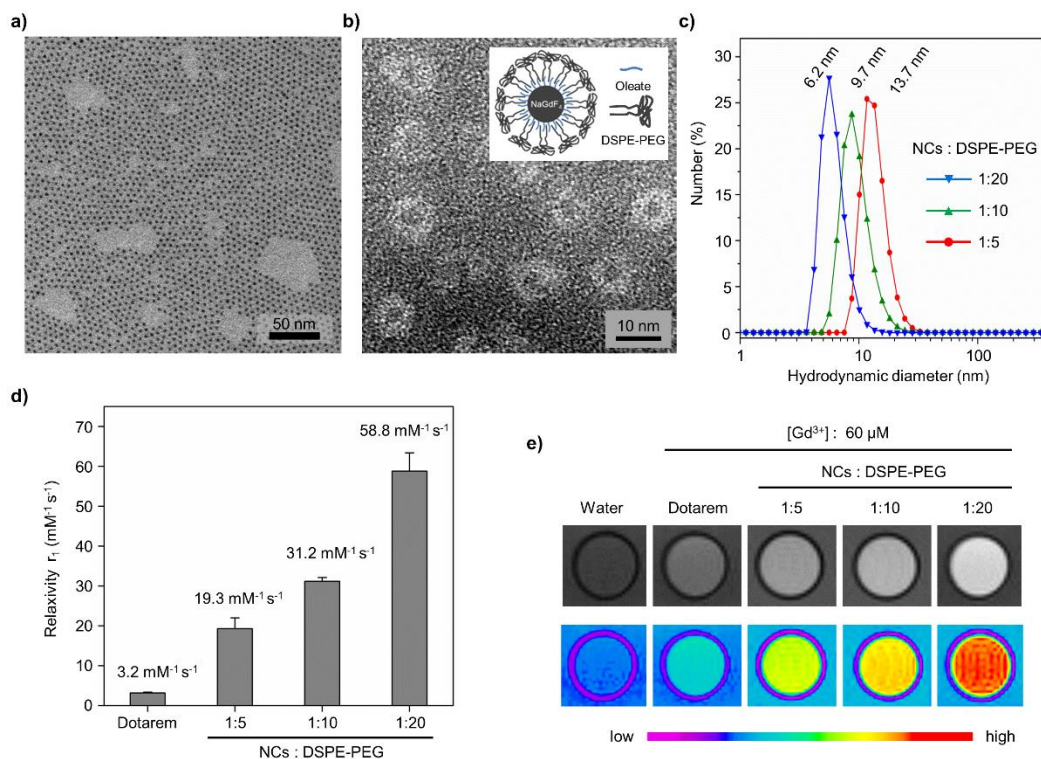 a)
50 nm
b)
NaGdF₄
Oleate
DSPE-PEG
10 nm
c)
Number (%)
30
25
20
15
10
5
0
6.2 nm
9.7 nm
13.7 nm
NCs : DSPE-PEG
1:20
1:10
1:5
1
10
100
Hydrodynamic diameter (nm)
d)
Relaxivity r₁ (mM⁻¹ s⁻¹)
70
60
50
40
30
20
10
0
3.2 mM⁻¹ s⁻¹
19.3 mM⁻¹ s⁻¹
31.2 mM⁻¹ s⁻¹
58.8 mM⁻¹ s⁻¹
Dotarem
1:5
1:10
1:20
NCs : DSPE-PEG
e)
[Gd³⁺] : 60 µM
NCs : DSPE-PEG
Water
Dotarem
1:5
1:10
1:20
low
high